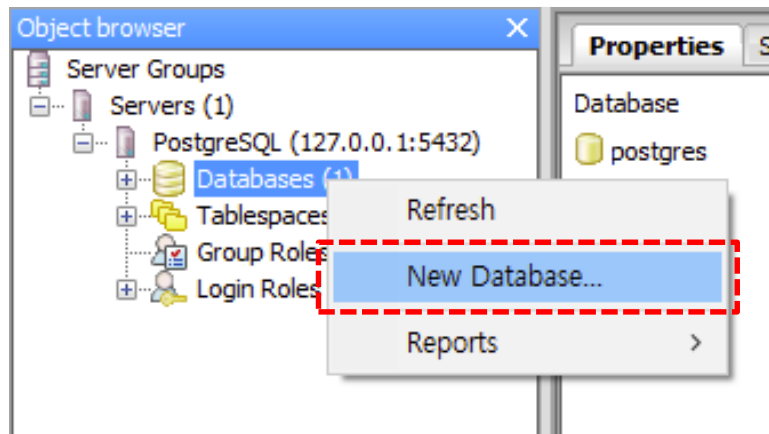 Object browser
Server Groups
Servers (1)
PostgreSQL (127.0.0.1:5432)
Databases (1)
Tablespaces
Group Roles
Login Roles
Refresh
New Database...
Reports
Properties
Database
postgres